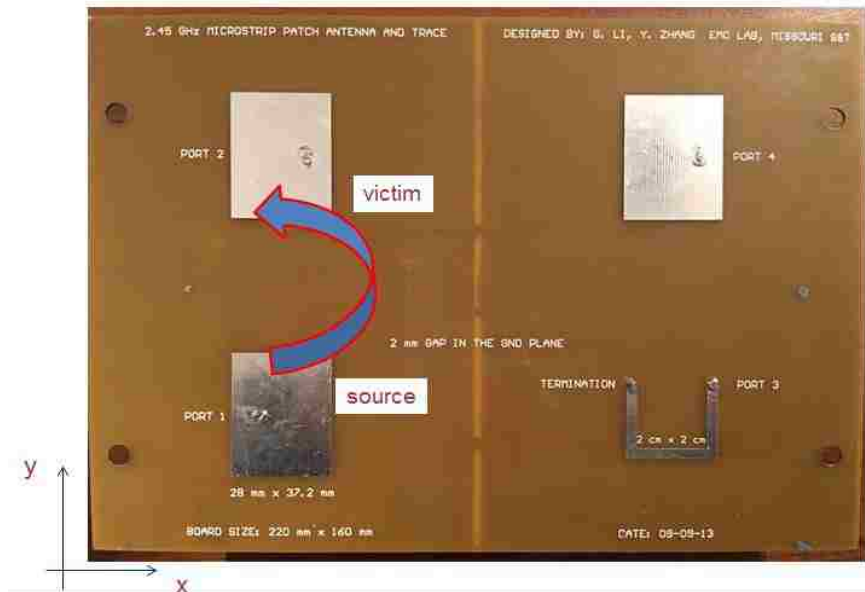 2.45 GHz MICROSTRIP PATCH ANTENNA AND TRACE
DESIGNED BY: G. LI, Y. ZHANG EMC LAB, MISSOURI S&T
PORT 2
PORT 4
victim
2 mm GAP IN THE GND PLANE
source
TERMINATION
PORT 3
PORT 1
2 cm x 2 cm
28 mm x 37.2 mm
BOARD SIZE: 220 mm x 160 mm
DATE: 09-09-13
y
x